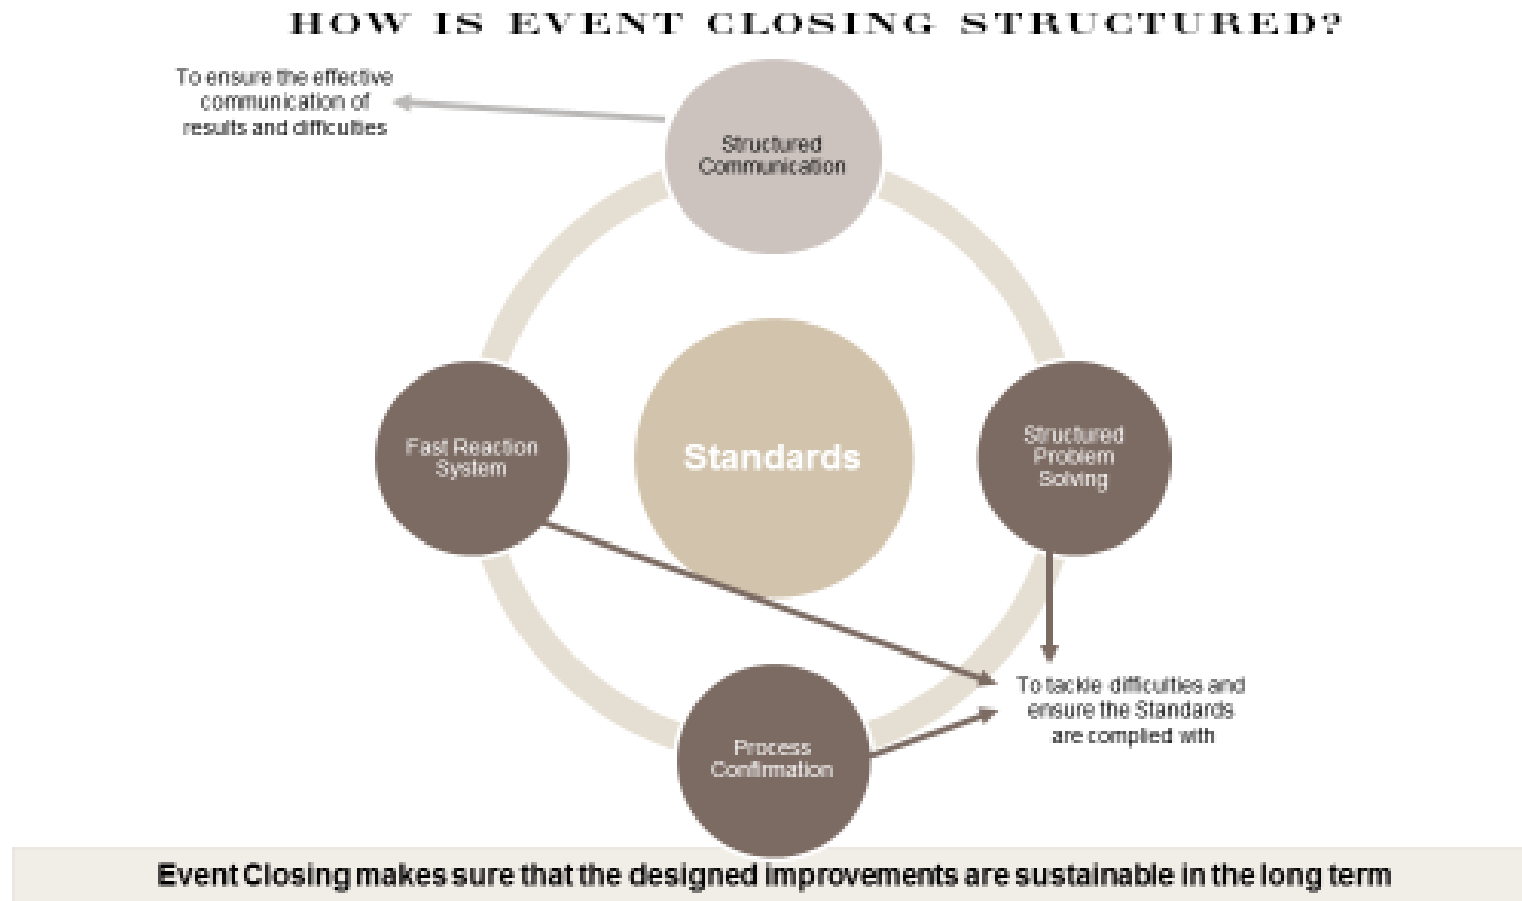 HOW IS EVENT CLOSING STRUCTURED?
To ensure the effective
communication of
results and difficulties
Structured
Communication
Fast Reaction
System
Standards
Structured
Problem
Solving
To tackle difficulties and
ensure the Standards
are complied with
Process
Confirmation
Event Closing makes sure that the designed improvements are sustainable in the long term